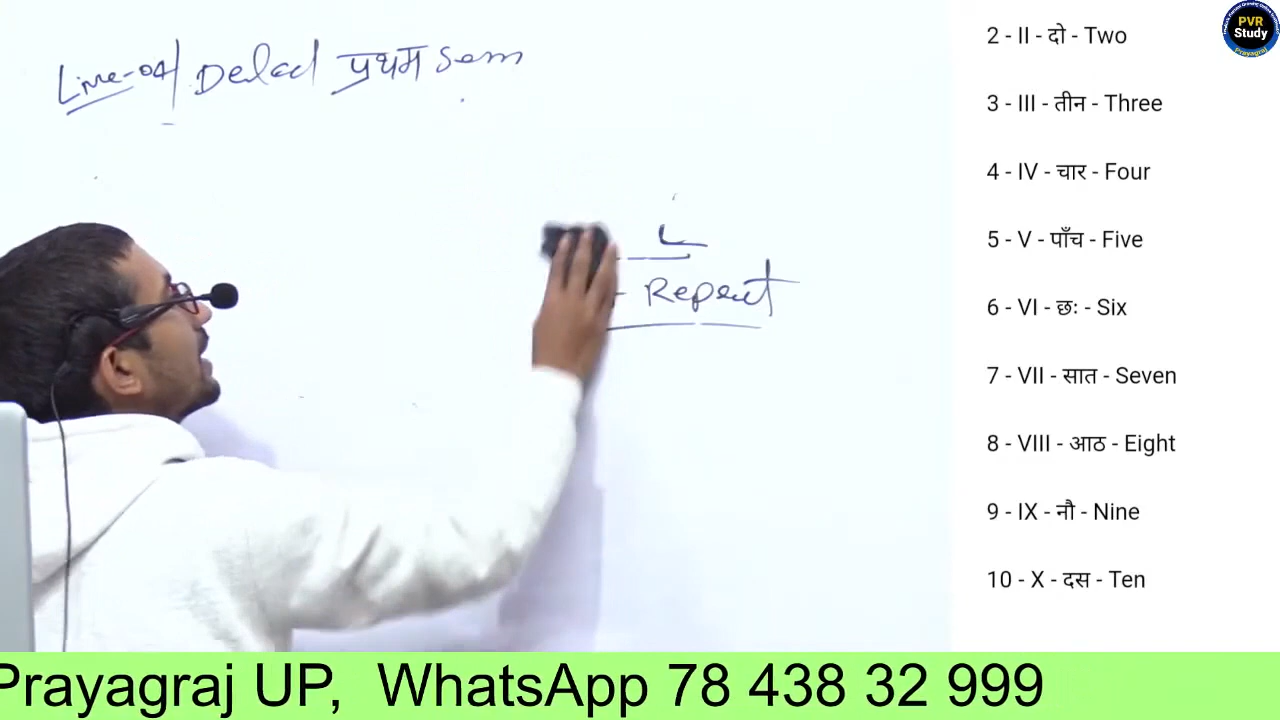 Live-04 Deled प्रथम Sem
L
- Repeat
PVR
Study
Prayagraj
2 - II - दो - Two
3 - III - तीन - Three
4 - IV - चार - Four
5 - V - पाँच - Five
6 - VI - छः - Six
7 - VII - सात - Seven
8 - VIII - आठ - Eight
9 - IX - नौ - Nine
10 - X - दस - Ten
Prayagraj UP, WhatsApp 78 438 32 999